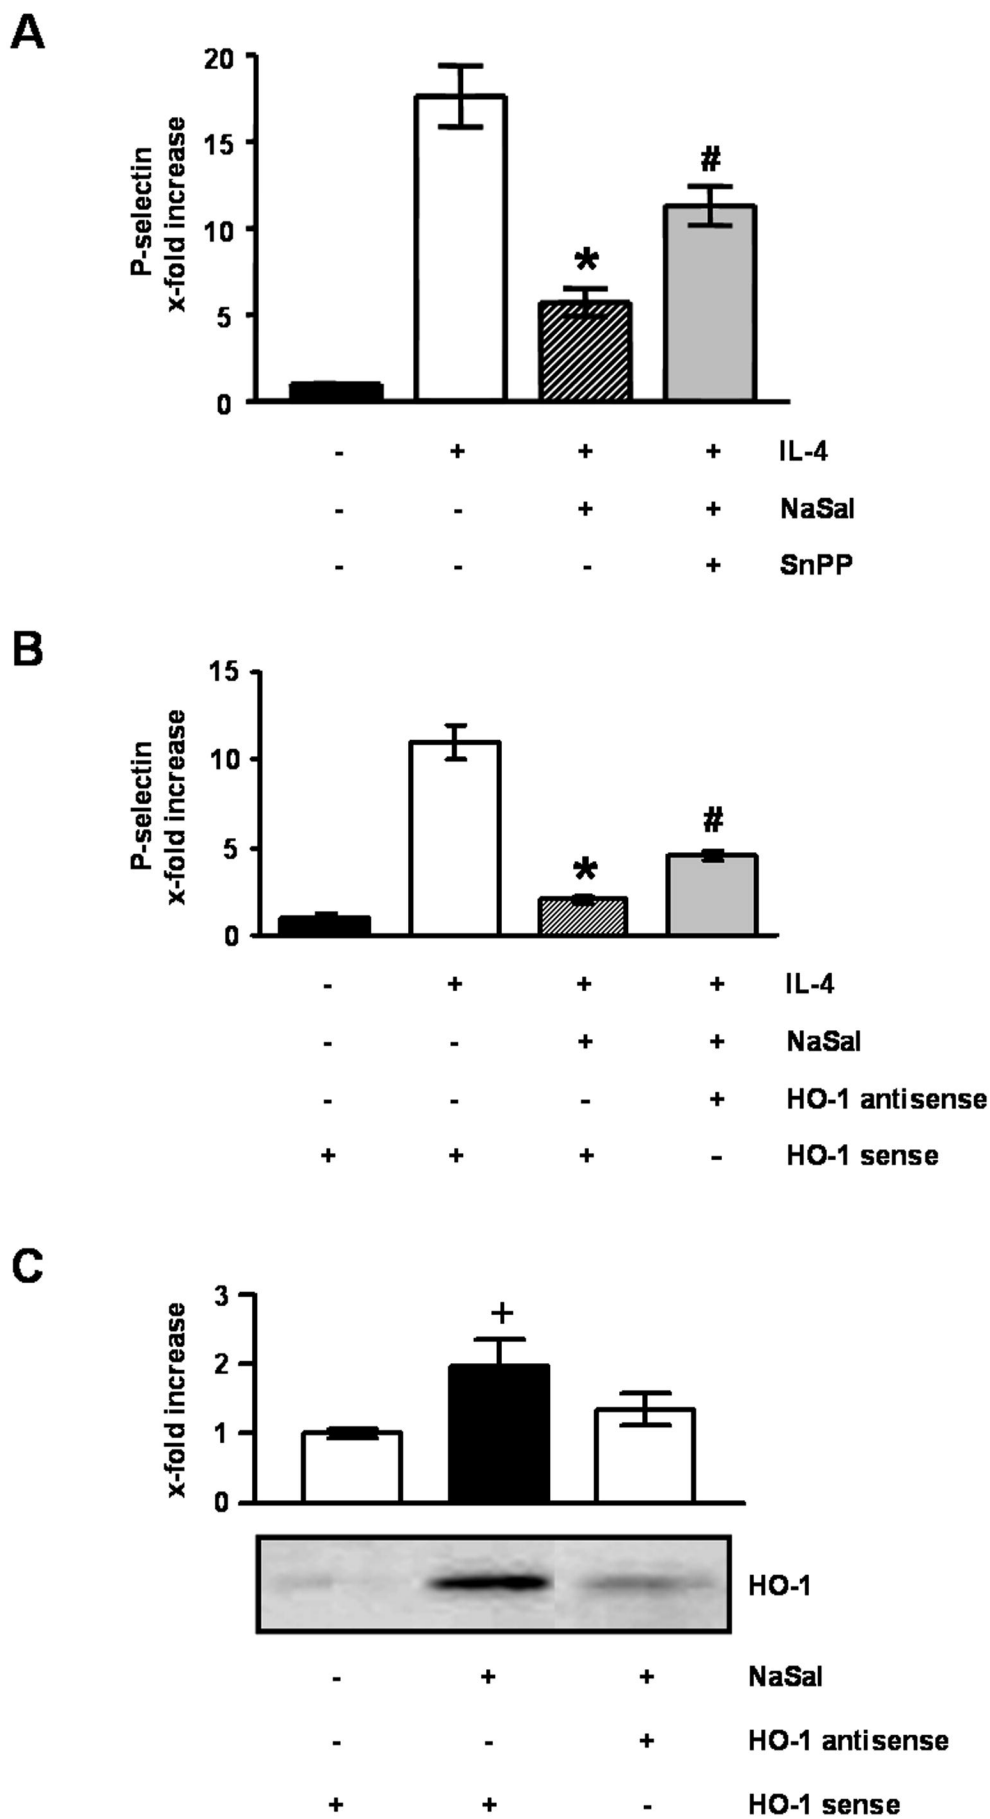 A
20
15
10
5
0
P-selectin
x-fold increase
*
#
- + + + IL-4
- - + + NaSal
- - - + SnPP
B
15
10
5
0
P-selectin
x-fold increase
*
#
- + + + IL-4
- - + + NaSal
- - - + HO-1 antisense
+ + + - HO-1 sense
C
3
2
1
0
x-fold increase
+
HO-1
- + + NaSal
- - + HO-1 antisense
+ + - HO-1 sense